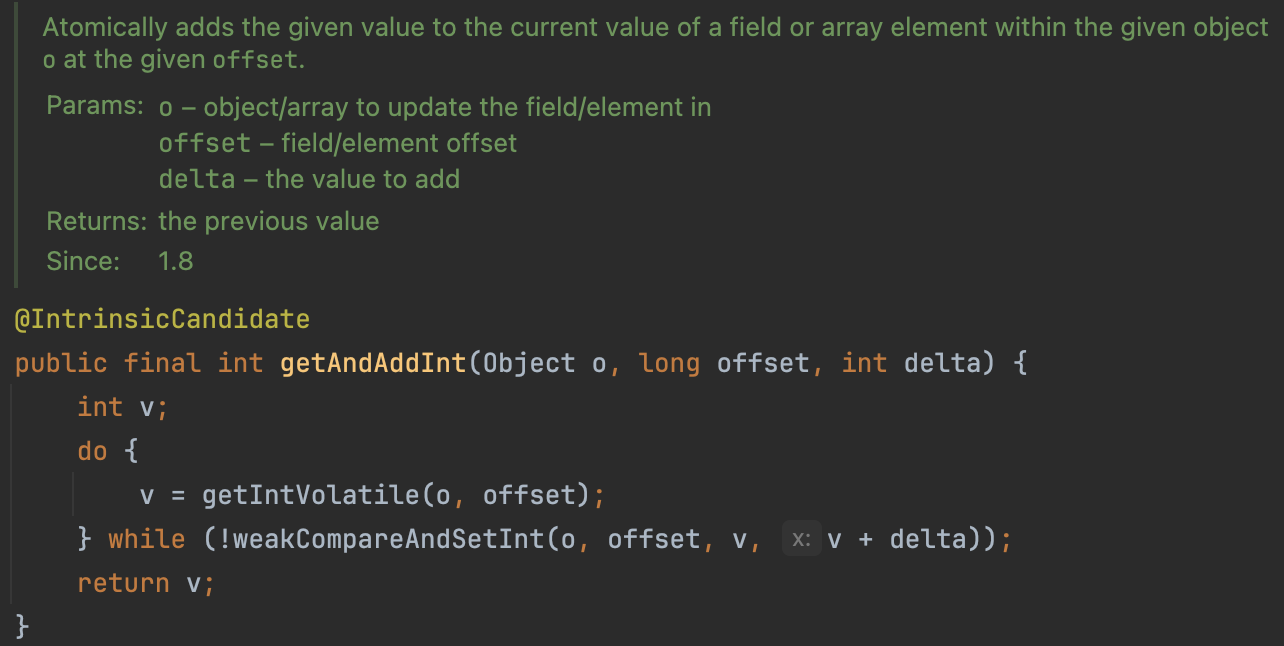 Atomically adds the given value to the current value of a field or array element within the given object
o at the given offset.
Params: o – object/array to update the field/element in
offset – field/element offset
delta – the value to add
Returns: the previous value
Since: 1.8
@IntrinsicCandidate
public final int getAndAddInt(Object o, long offset, int delta) {
    int v;
    do {
        v = getIntVolatile(o, offset);
    } while (!weakCompareAndSetInt(o, offset, v, x: v + delta));
    return v;
}